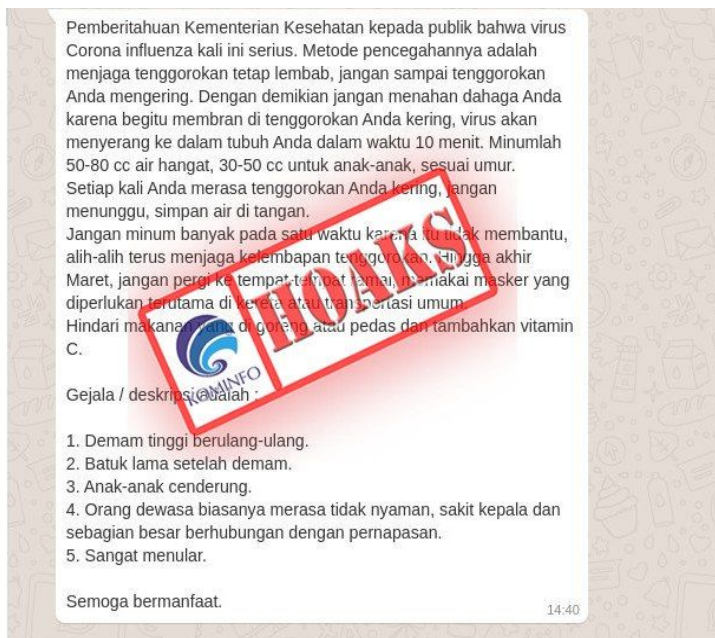 Pemberitahuan Kementerian Kesehatan kepada publik bahwa virus
Corona influenza kali ini serius. Metode pencegahannya adalah
menjaga tenggorokan tetap lembab, jangan sampai tenggorokan
Anda mengering. Dengan demikian jangan menahan dahaga Anda
karena begitu membran di tenggorokan Anda kering, virus akan
menyerang ke dalam tubuh Anda dalam waktu 10 menit. Minumlah
50-80 cc air hangat, 30-50 cc untuk anak-anak, sesuai umur.
Setiap kali Anda merasa tenggorokan Anda kering, jangan
menunggu, simpan air di tangan.
Jangan minum banyak pada satu waktu karena itu tidak membantu,
alih-alih terus menjaga kelembapan tenggorokan. Hingga akhir
Maret, jangan pergi ke tempat-tempat ramai, memakai masker yang
diperlukan terutama di kereta atau transportasi umum.
Hindari makanan yang di goreng atau pedas dan tambahkan vitamin
C.
HOAKS
KOMINFO
Gejala / deskripsi adalah :
1. Demam tinggi berulang-ulang.
2. Batuk lama setelah demam.
3. Anak-anak cenderung.
4. Orang dewasa biasanya merasa tidak nyaman, sakit kepala dan
sebagian besar berhubungan dengan pernapasan.
5. Sangat menular.
Semoga bermanfaat.
14:40